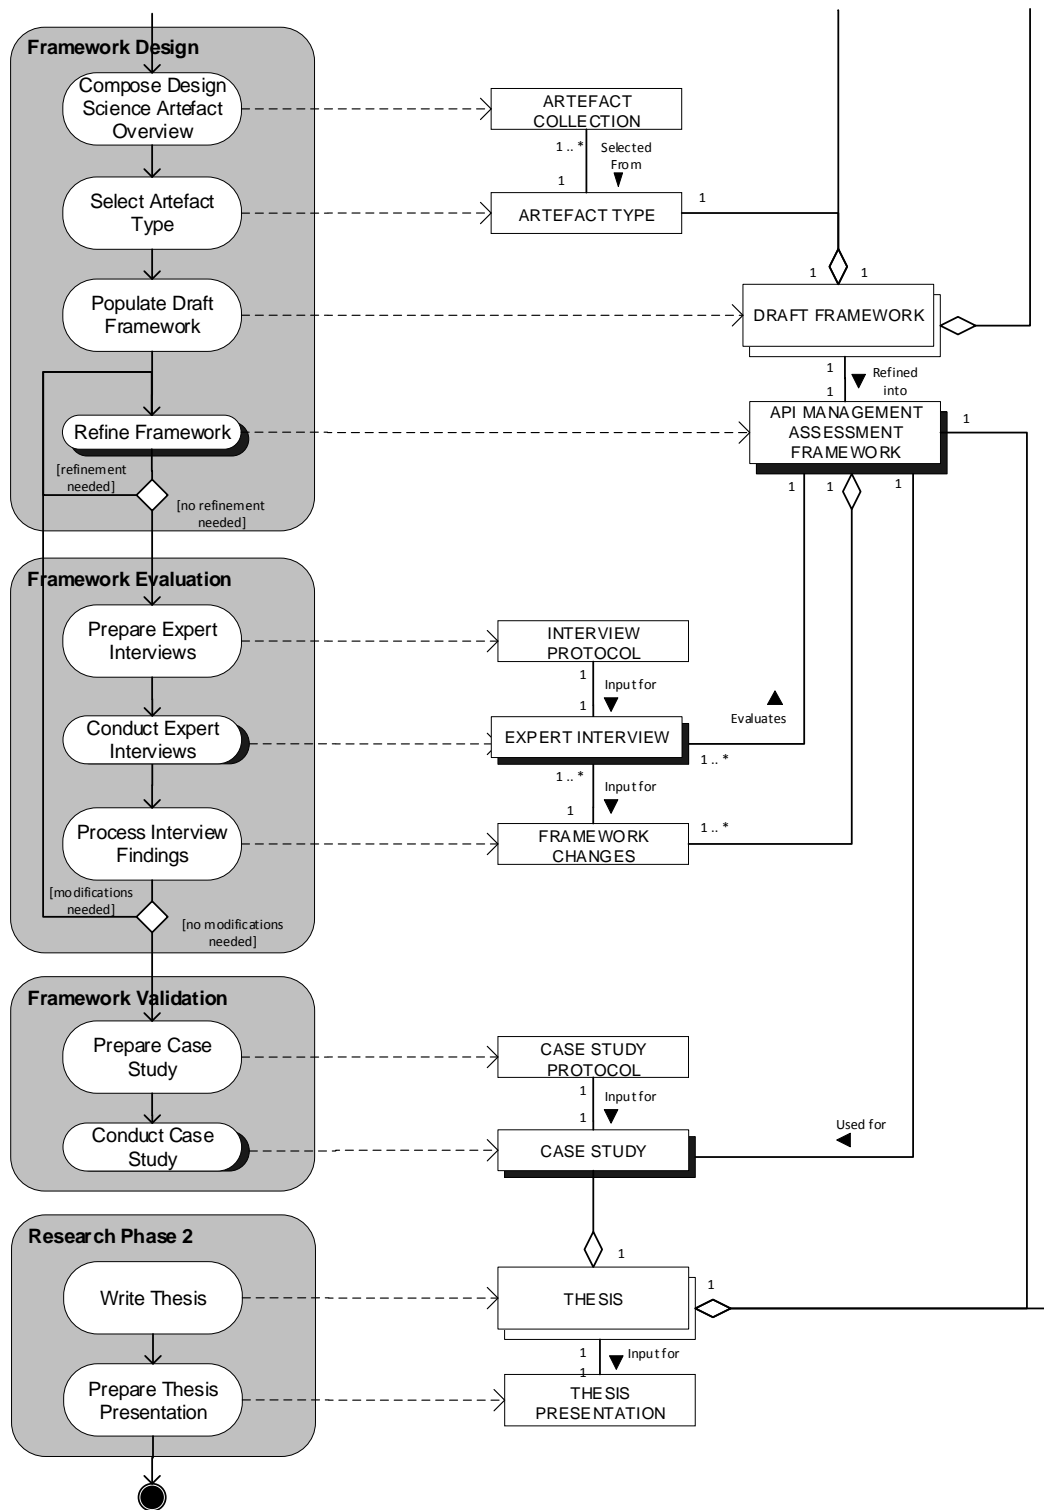 Framework Design
Compose Design
Science Artefact
Overview
ARTEFACT
COLLECTION
1 .. *
Selected
From
1
Select Artefact
Type
ARTEFACT TYPE
1
Populate Draft
Framework
1
1
DRAFT FRAMEWORK
1
Refined
into
1
Refine Framework
API MANAGEMENT
ASSESSMENT
FRAMEWORK
1
[refinement
needed]
[no refinement
needed]
1
1
1
Framework Evaluation
Prepare Expert
Interviews
INTERVIEW
PROTOCOL
1
Input for
1
Conduct Expert
Interviews
EXPERT INTERVIEW
Evaluates
1 .. *
1 .. *
Input for
1
Process Interview
Findings
FRAMEWORK
CHANGES
1 .. *
[modifications
needed]
[no modifications
needed]
Framework Validation
Prepare Case
Study
CASE STUDY
PROTOCOL
1
Input for
1
Conduct Case
Study
CASE STUDY
Used for
1
Research Phase 2
Write Thesis
THESIS
1
1
Input for
1
Prepare Thesis
Presentation
THESIS
PRESENTATION